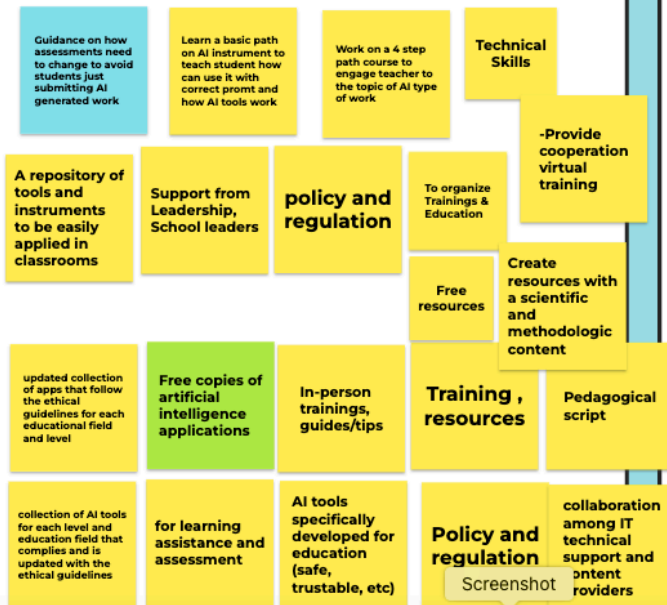 Guidance on how
assessments need
to change to avoid
students just
submitting AI
generated work
Learn a basic path
on AI instrument to
teach student how
can use it with
correct promt and
how AI tools work
Work on a 4 step
path course to
engage teacher to
the topic of AI type
of work
Technical
Skills
-Provide
cooperation
virtual
training
A repository of
tools and
instruments
to be easily
applied in
classrooms
Support from
Leadership,
School leaders
policy and
regulation
To organize
Trainings &
Education
Free
resources
Create
resources with
a scientific
and
methodologic
content
updated collection
of apps that follow
the ethical
guidelines for each
educational field
and level
Free copies of
artificial
intelligence
applications
In-person
trainings,
guides/tips
Training ,
resources
Pedagogical
script
collection of AI tools
for each level and
education field that
complies and is
updated with the
ethical guidelines
for learning
assistance and
assessment
AI tools
specifically
developed for
education
(safe,
trustable, etc)
Policy and
regulation
collaboration
among IT
technical
support and
content
providers
Screenshot